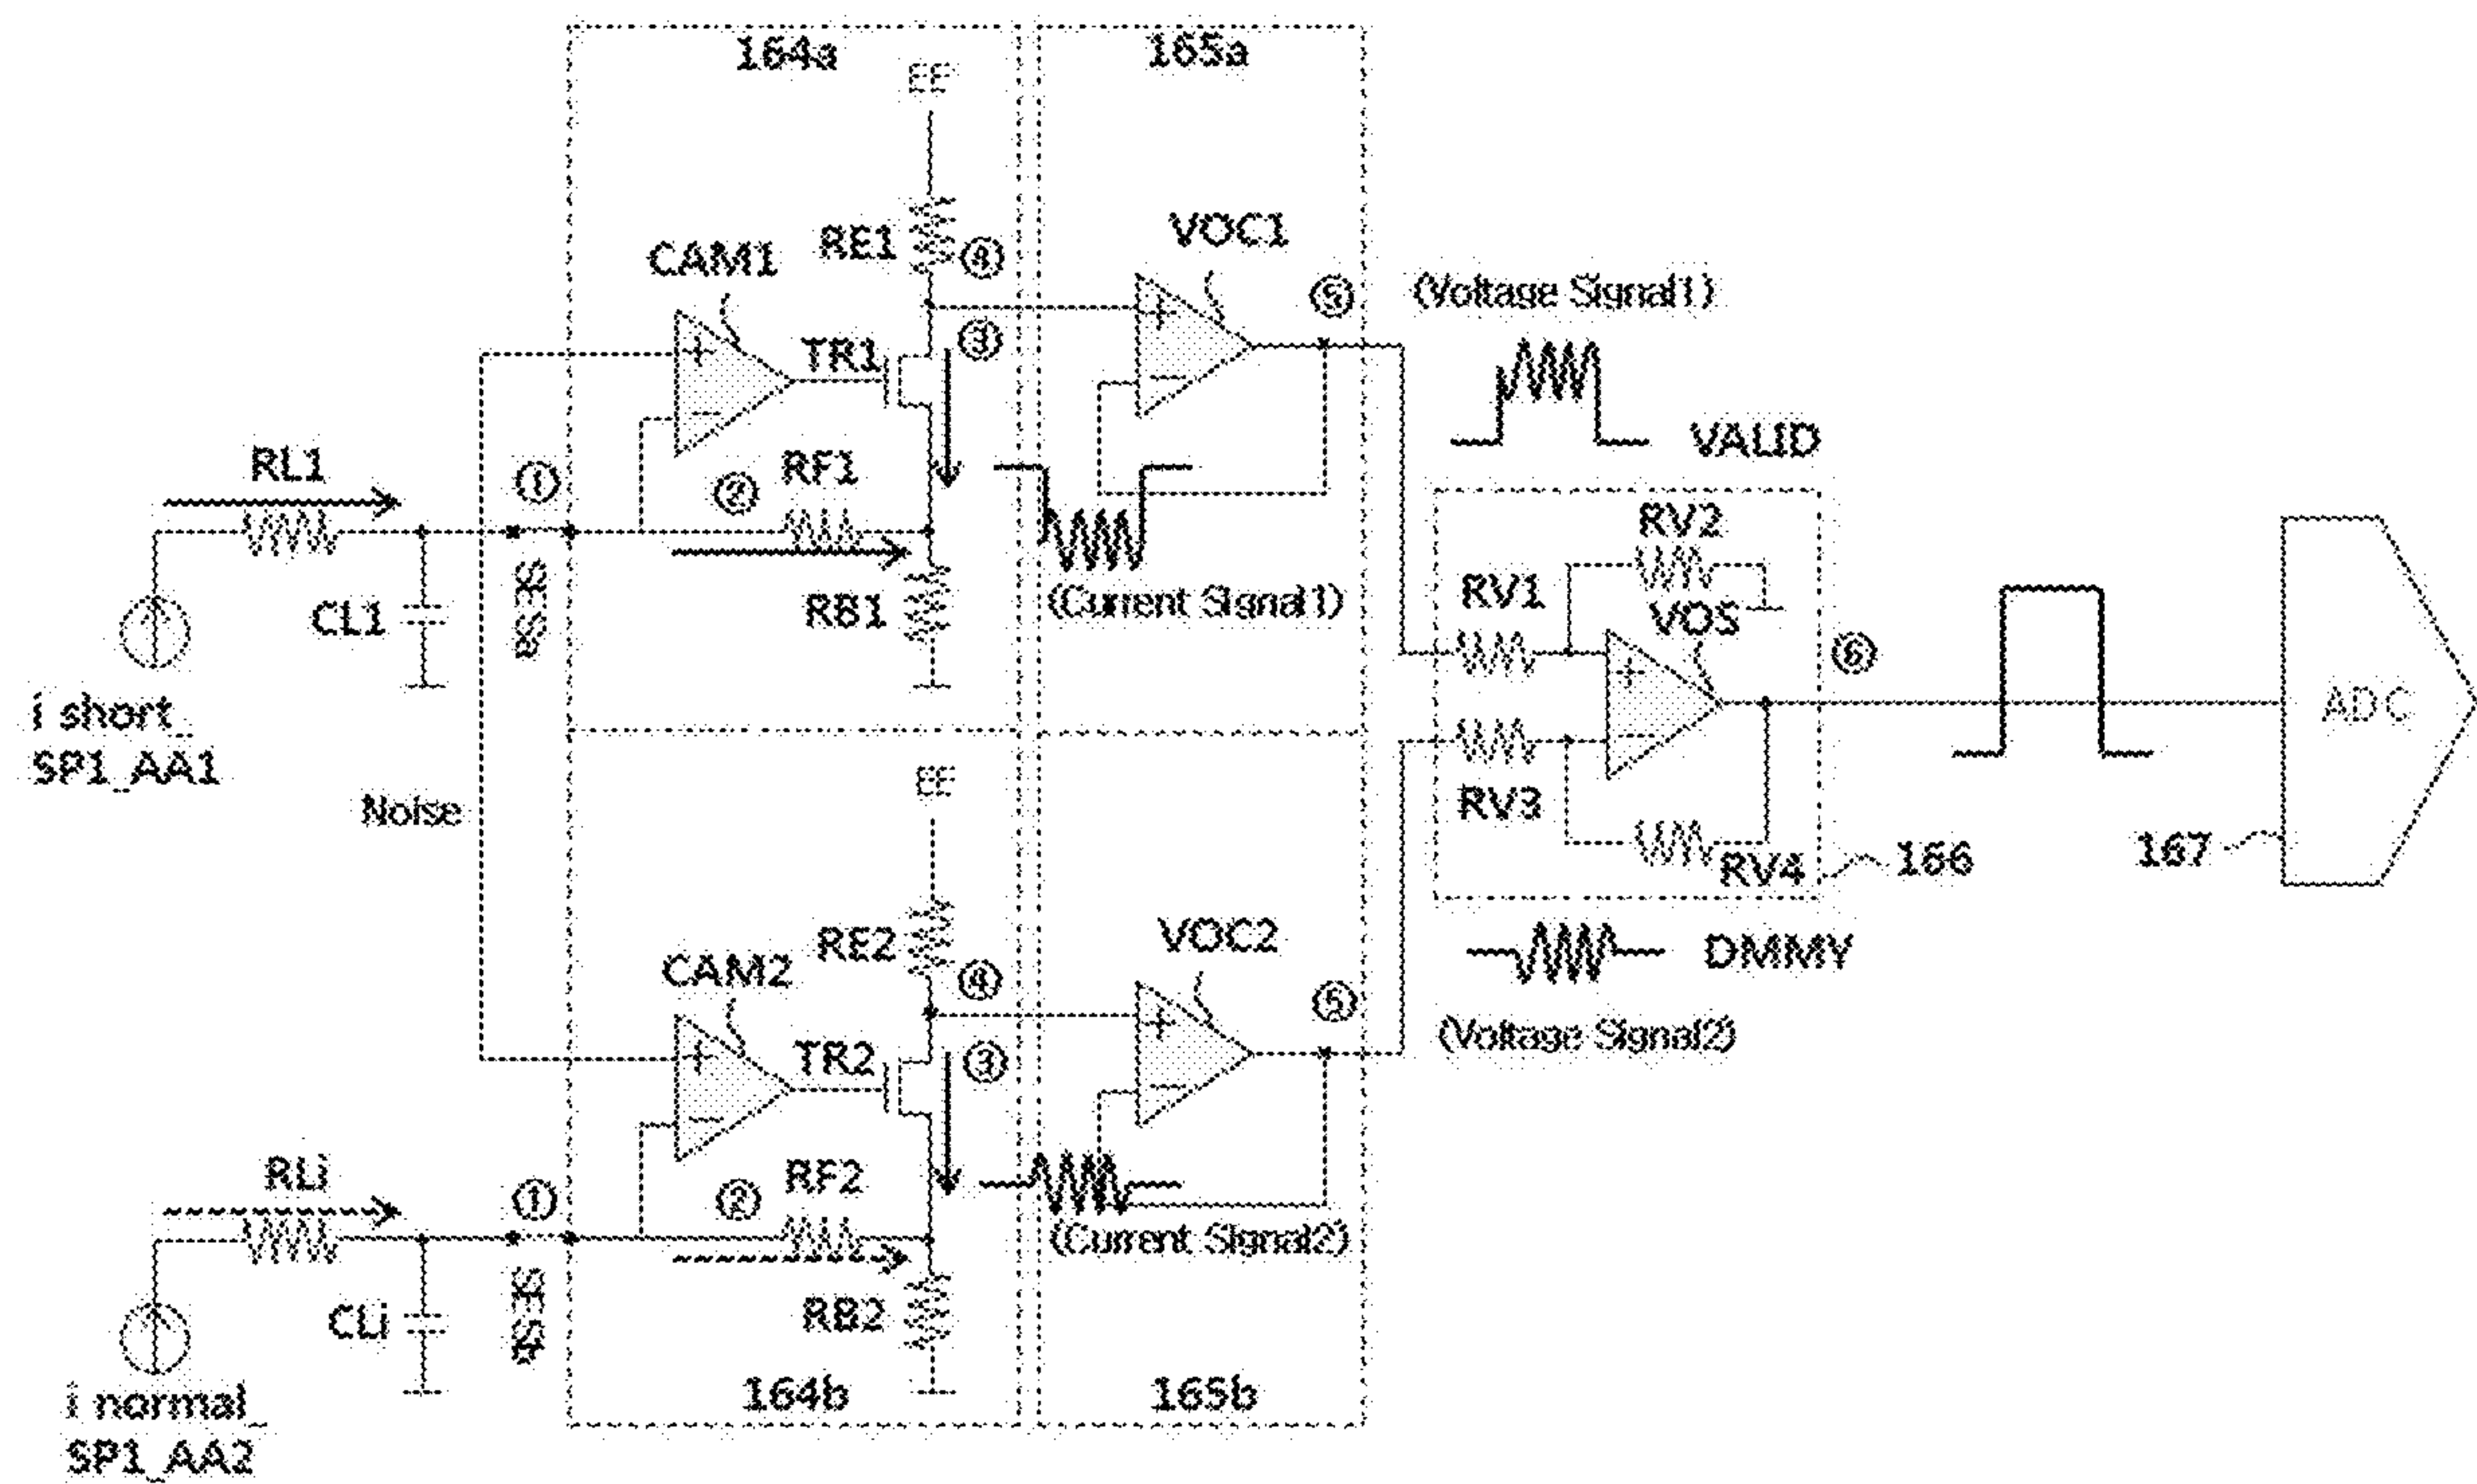 164a
165a
EE
RE1
④
VOC1
CAM1
⑤
(Voltage Signal1)
③
TR1
+
+
−
−
VALID
RL1
①
②
RF1
RV2
RB1
(Current Signal1)
RV1
VOS
CL1
⑥
+
−
i short_
SP1_AA1
ADC
EE
Noise
RV3
RV4
166
167
RE2
VOC2
DMMY
CAM2
④
⑤
(Voltage Signal2)
TR2
③
+
+
−
−
RLi
①
②
RF2
(Current Signal2)
CLi
RB2
i normal_
SP1_AA2
164b
165b